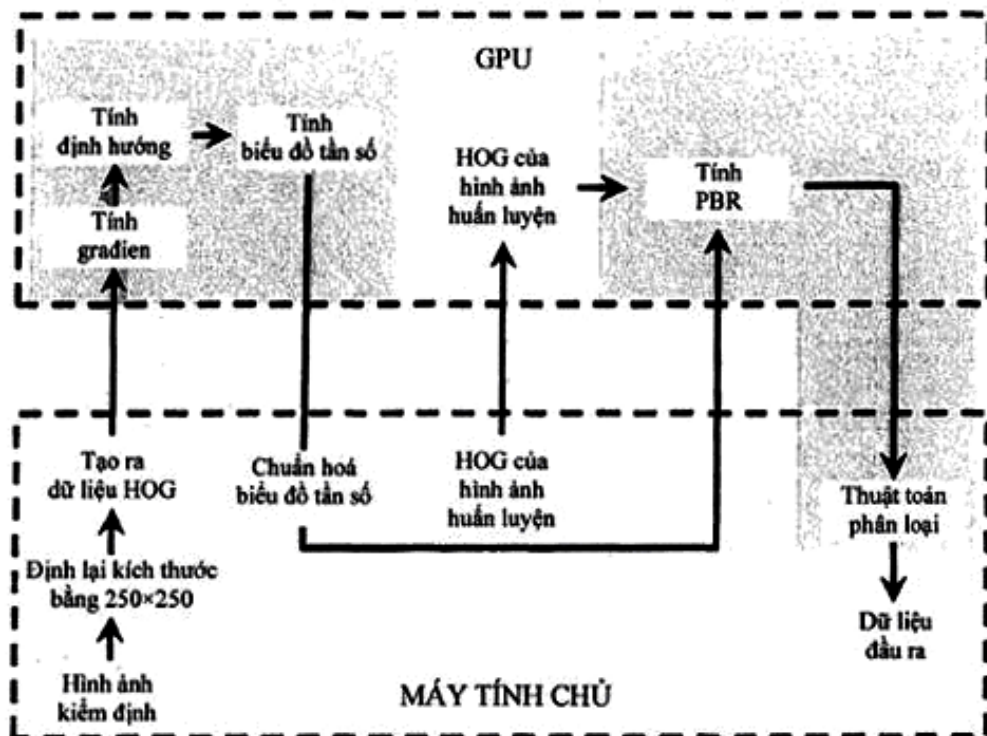 GPU
Tính
định hướng
Tính
biểu đồ tần số
HOG của
hình ảnh
huấn luyện
Tính
PBR
Tính
građien
Tạo ra
dữ liệu HOG
Chuẩn hoá
biểu đồ tần số
HOG của
hình ảnh
huấn luyện
Thuật toán
phân loại
Định lại kích thước
bằng 250×250
Dữ liệu
đầu ra
Hình ảnh
kiểm định
MÁY TÍNH CHỦ